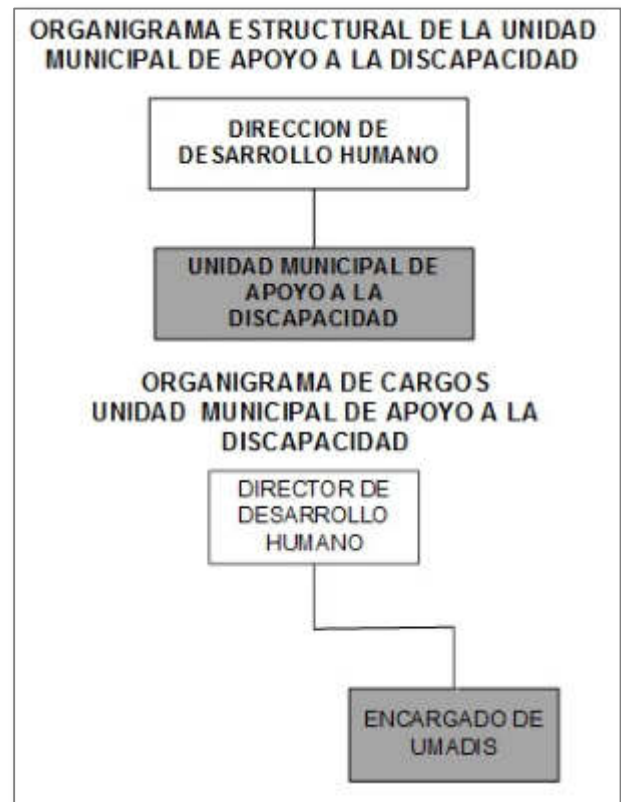 ORGANIGRAMA ESTRUCTURAL DE LA UNIDAD
MUNICIPAL DE APOYO A LA DISCAPACIDAD
DIRECCION DE
DESARROLLO HUMANO
UNIDAD MUNICIPAL DE
APOYO A LA
DISCAPACIDAD
ORGANIGRAMA DE CARGOS
UNIDAD MUNICIPAL DE APOYO A LA
DISCAPACIDAD
DIRECTOR DE
DESARROLLO
HUMANO
ENCARGADO DE
UMADIS